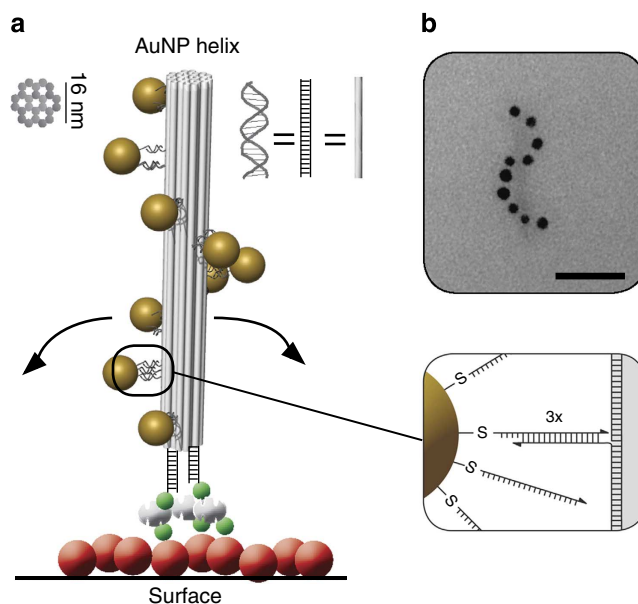 a
b
AuNP helix
16 nm
=
=
S
3x
S
S
S
Surface